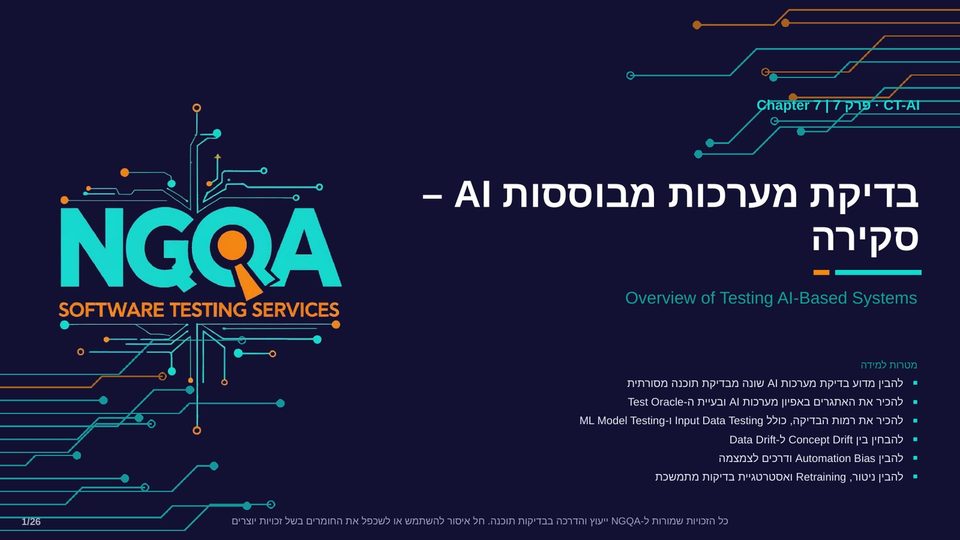 CT-AI · פרק 7 | Chapter 7
בדיקת מערכות מבוססות AI –
סקירה
Overview of Testing AI-Based Systems
NGQA
SOFTWARE TESTING SERVICES
מטרות למידה
▪ להבין מדוע בדיקת מערכות AI שונה מבדיקת תוכנה מסורתית
▪ להכיר את האתגרים באפיון מערכות AI ובעיית ה-Test Oracle
▪ להכיר את רמות הבדיקה, כולל Input Data Testing ו-ML Model Testing
▪ להבחין בין Concept Drift ל-Data Drift
▪ להבין Automation Bias ודרכים לצמצמה
▪ להבין ניטור, Retraining ואסטרטגיית בדיקות מתמשכת
כל הזכויות שמורות ל-NGQA ייעוץ והדרכה בבדיקות תוכנה. חל איסור להשתמש או לשכפל את החומרים בשל זכויות יוצרים
1/26